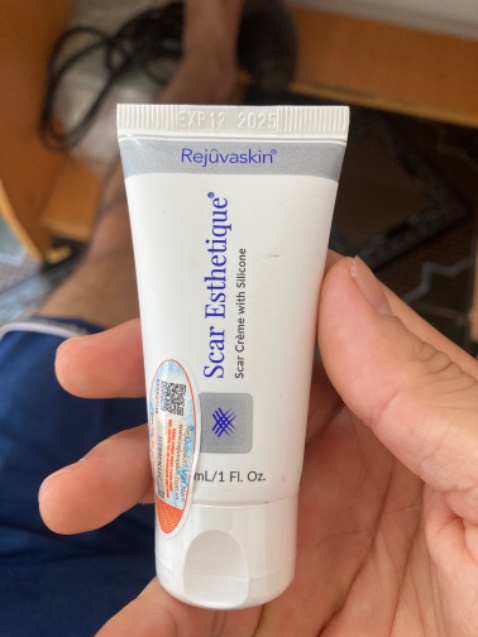 EXP12 2025
Rejûvaskin®
Scar Esthetique®
Scar Crème with Silicone
mL/1 Fl. Oz.